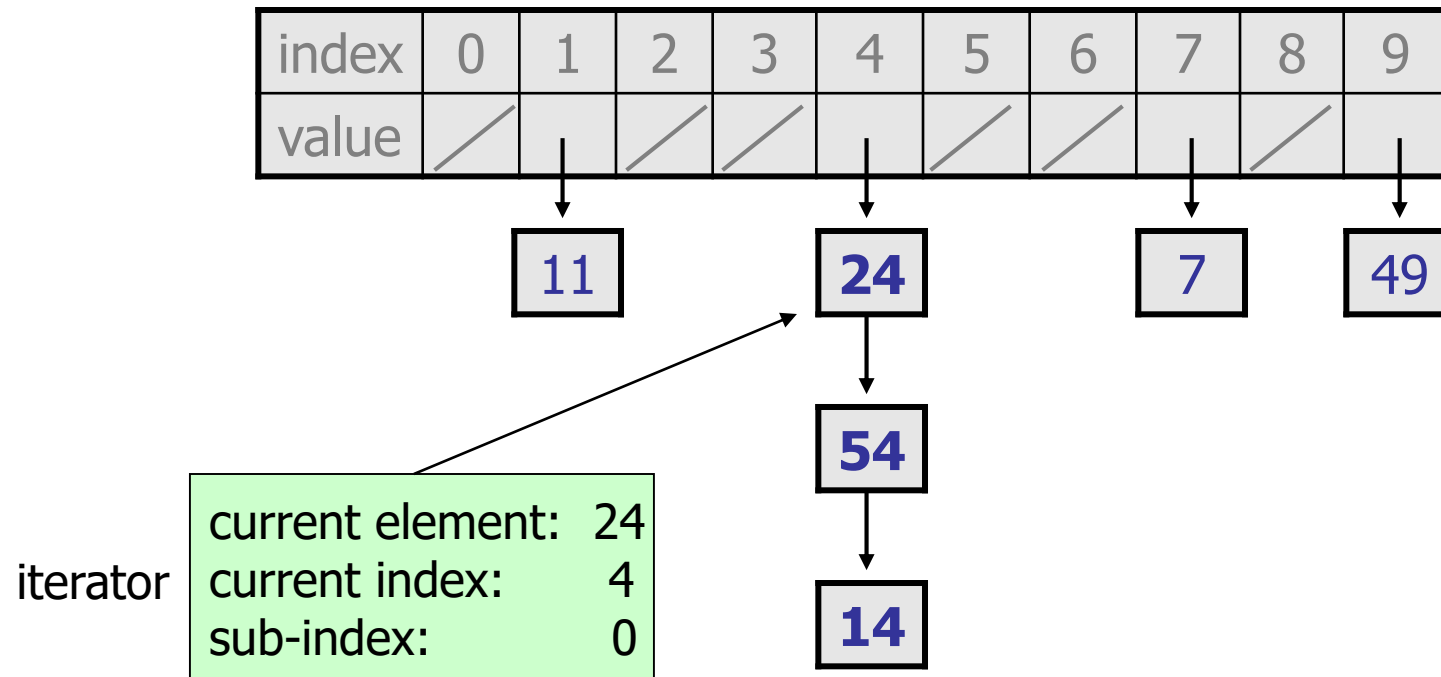 index 0 1 2 3 4 5 6 7 8 9
value
11 24 7 49
54
14
iterator
current element: 24
current index: 4
sub-index: 0